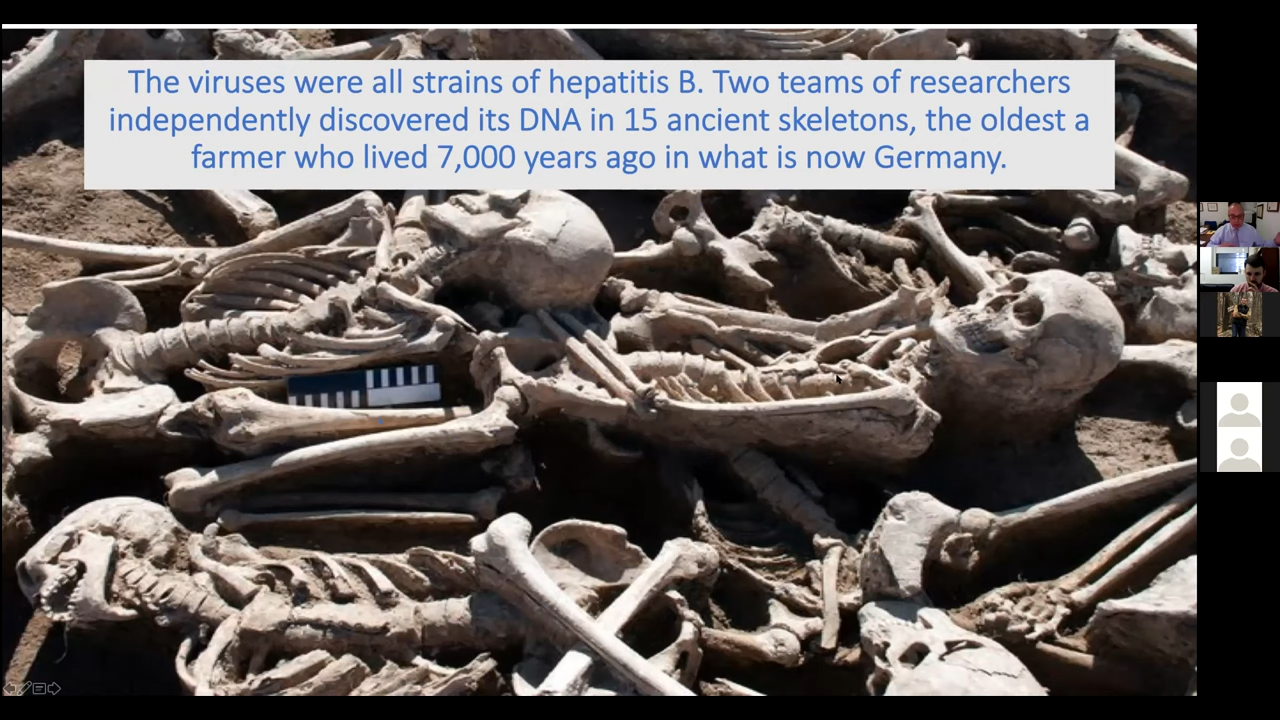 The viruses were all strains of hepatitis B. Two teams of researchers
independently discovered its DNA in 15 ancient skeletons, the oldest a
farmer who lived 7,000 years ago in what is now Germany.